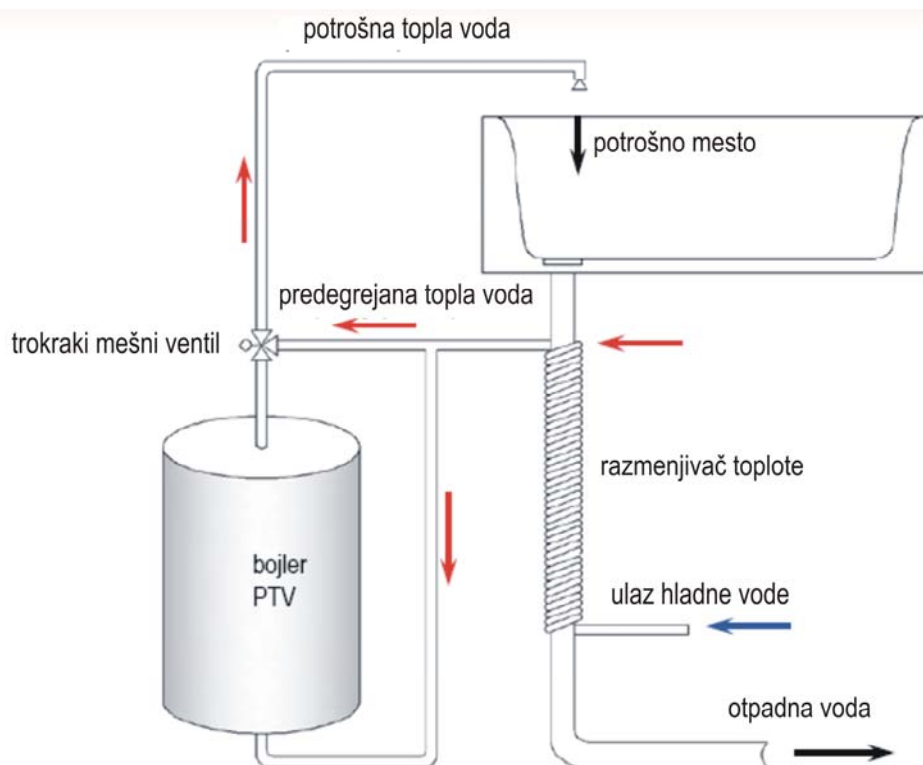 potrošna topla voda
potrošno mesto
predegrejana topla voda
trokraki mešni ventil
razmenjivač toplote
bojler
PTV
ulaz hladne vode
otpadna voda